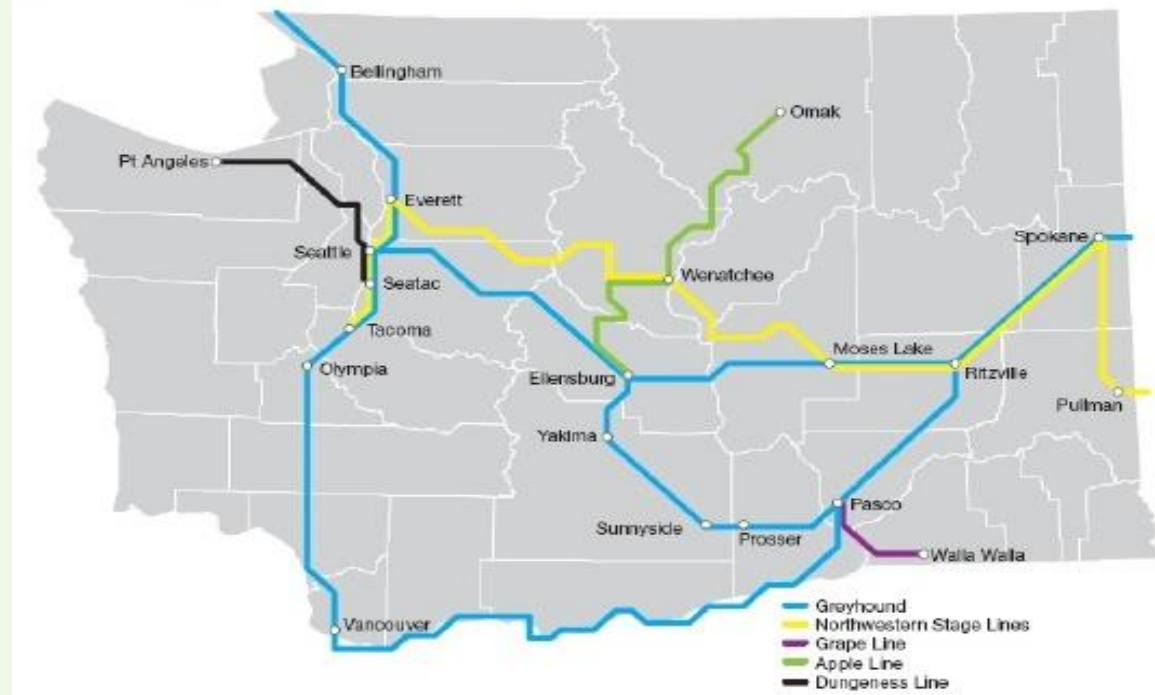 Bellingham
Omak
Pt Angeles
Everett
Seattle
Spokane
Wenatchee
Seatac
Tacoma
Moses Lake
Olympia
Ellensburg
Ritzville
Pullman
Yakima
Pasco
Sunnyside
Prosser
Walla Walla
Greyhound
Vancouver
Northwestern Stage Lines
Grape Line
Apple Line
Dungeness Line